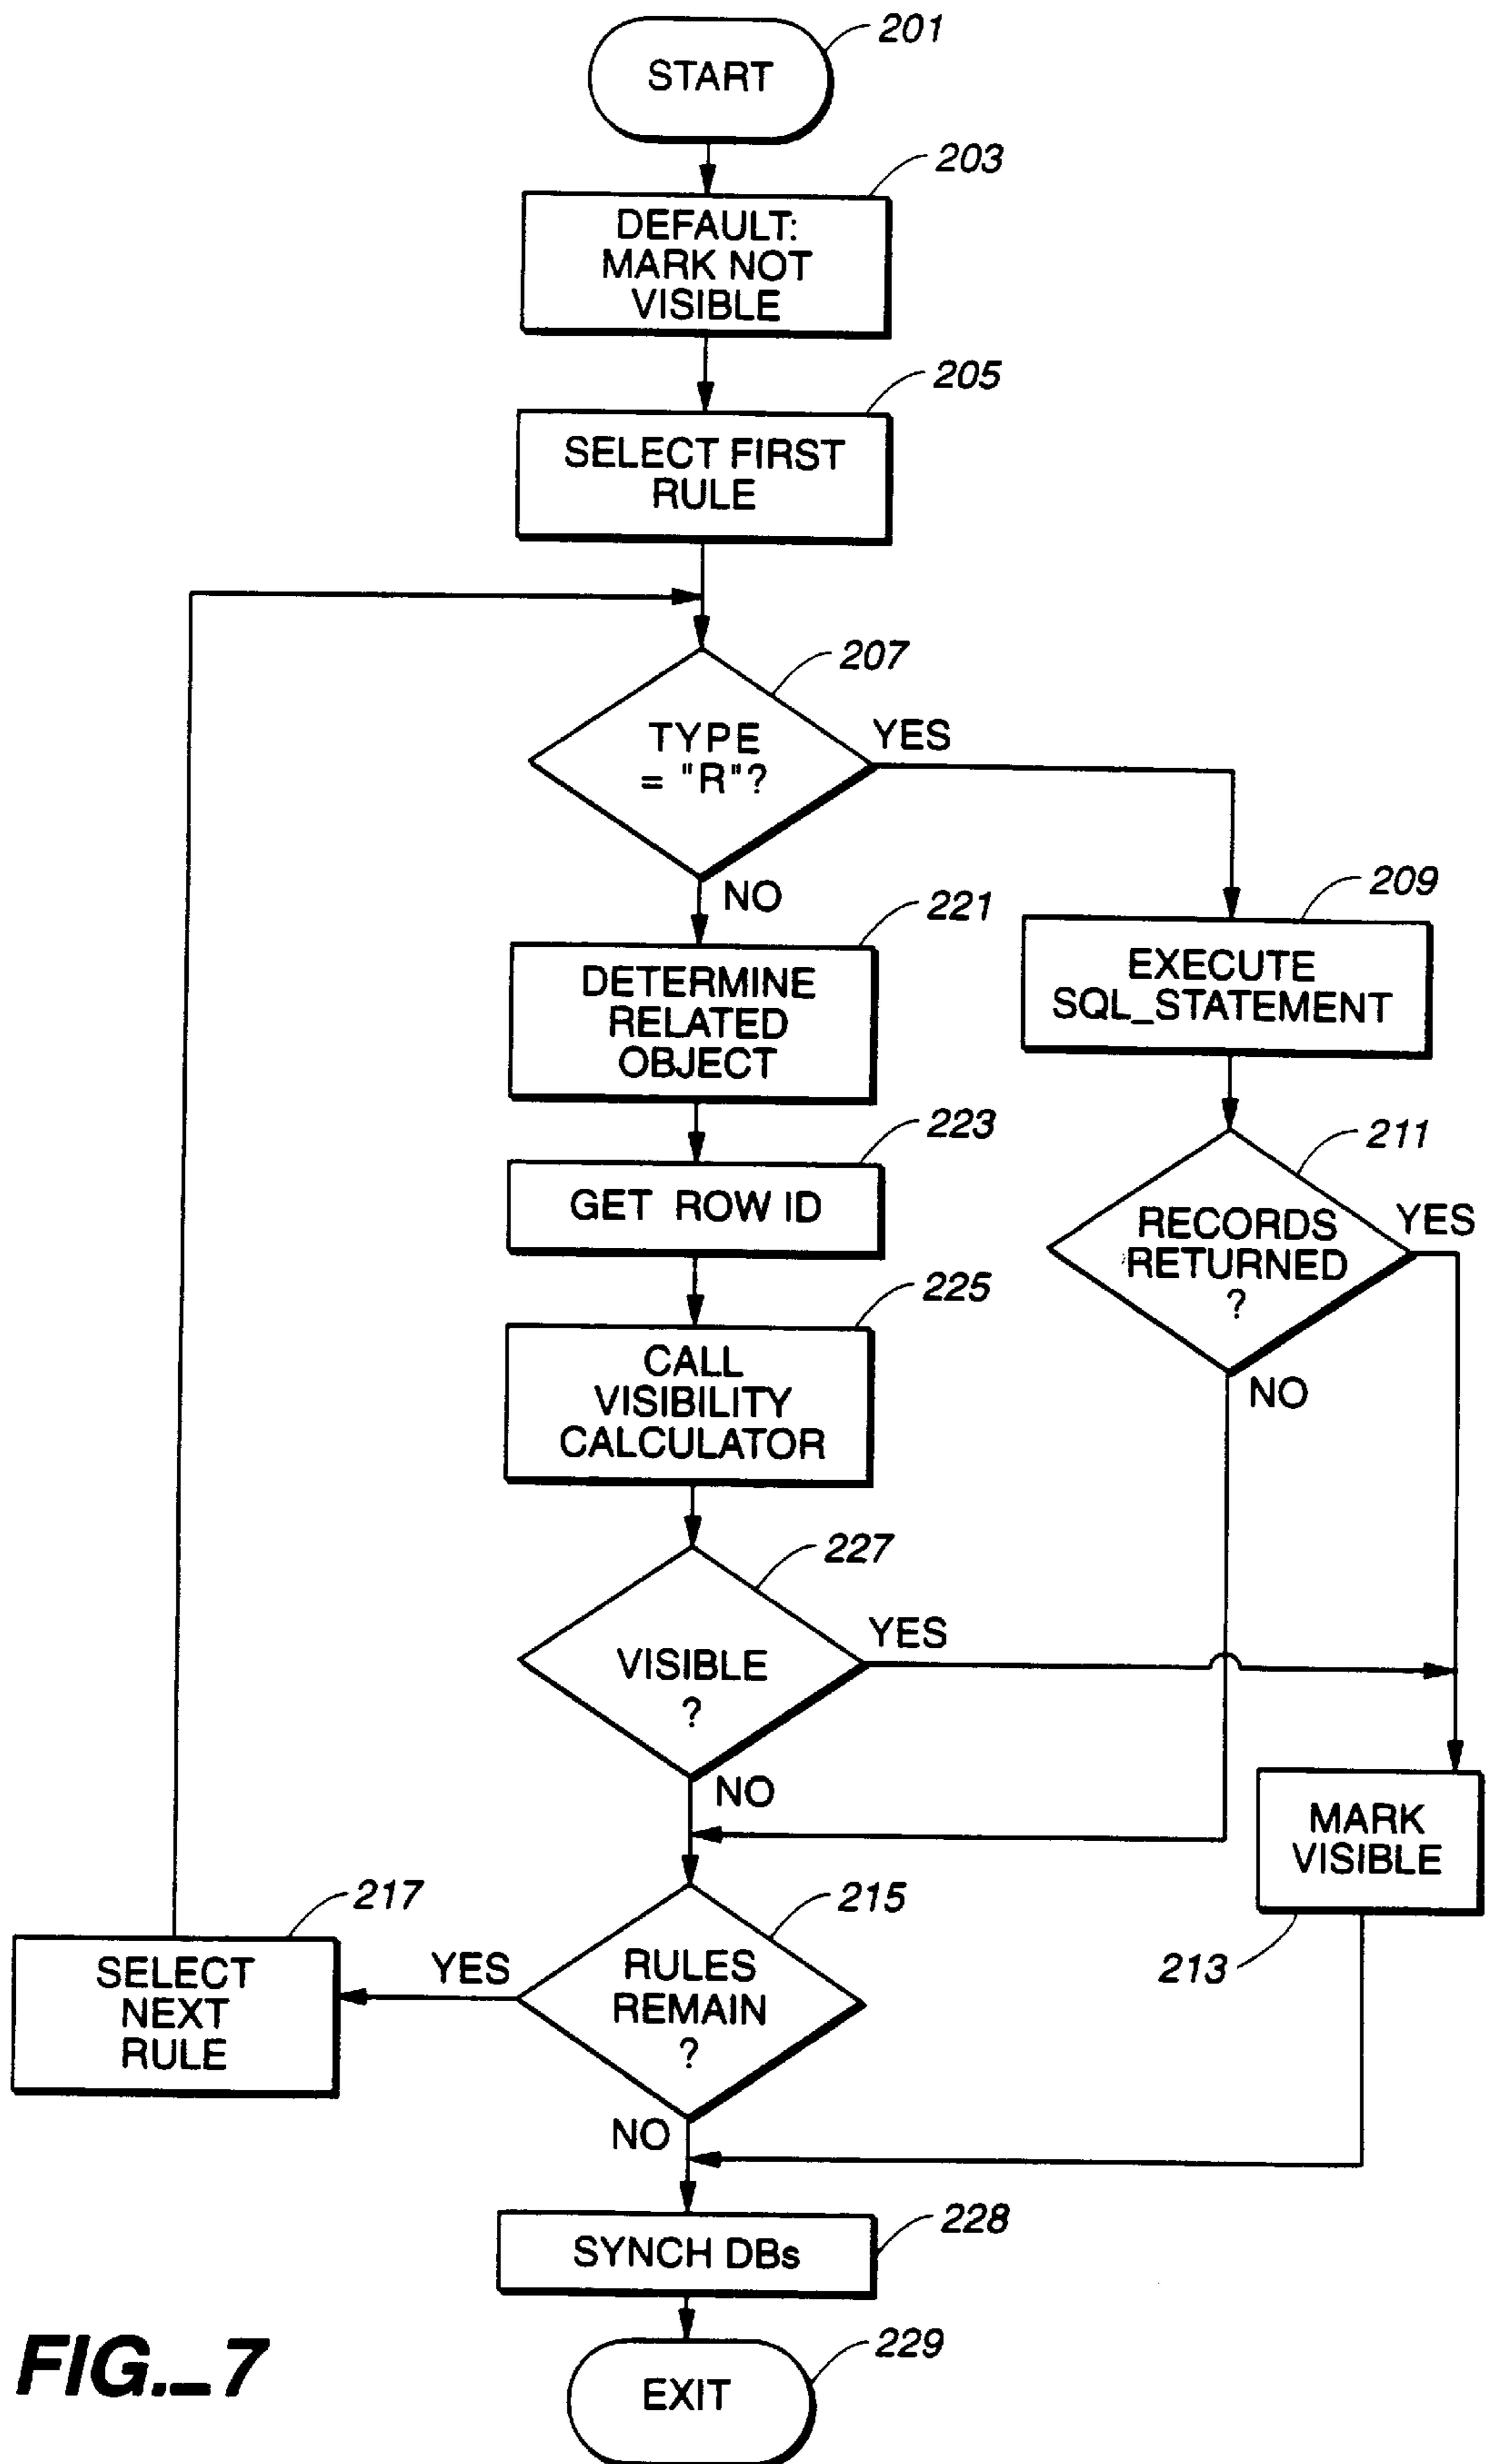 201
START
203
DEFAULT:
MARK NOT
VISIBLE
205
SELECT FIRST
RULE
207
TYPE
= "R"?
YES
NO
209
EXECUTE
SQL_STATEMENT
221
DETERMINE
RELATED
OBJECT
211
RECORDS
RETURNED
?
YES
NO
223
GET ROW ID
225
CALL
VISIBILITY
CALCULATOR
227
VISIBLE
?
YES
NO
MARK
VISIBLE
213
215
RULES
REMAIN
?
YES
NO
217
SELECT
NEXT
RULE
228
SYNCH DBs
229
EXIT
FIG._7